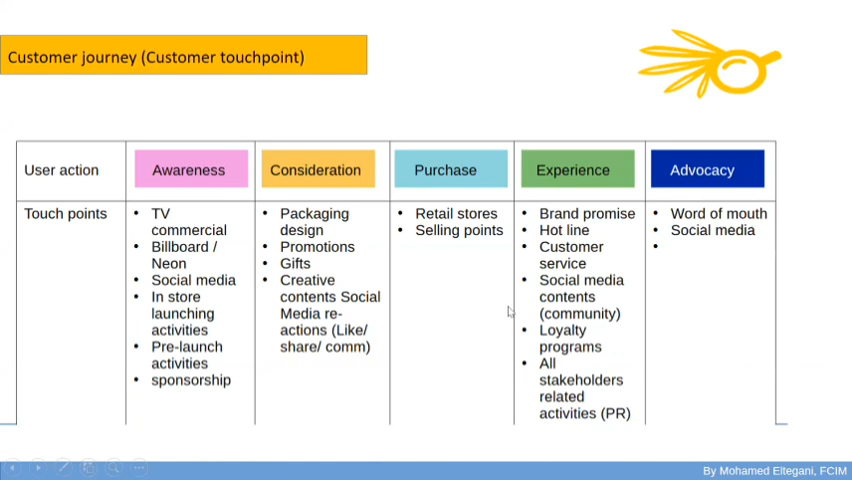 Customer journey (Customer touchpoint)
User action
Awareness
Consideration
Purchase
Experience
Advocacy
Touch points
• TV
commercial
• Billboard /
Neon
• Social media
• In store
launching
activities
• Pre-launch
activities
• sponsorship
• Packaging
design
• Promotions
• Gifts
• Creative
contents Social
Media re-
actions (Like/
share/ comm)
• Retail stores
• Selling points
• Brand promise
• Hot line
• Customer
service
• Social media
contents
(community)
• Loyalty
programs
• All
stakeholders
related
activities (PR)
• Word of mouth
• Social media
•
By Mohamed Eltegani, FCIM